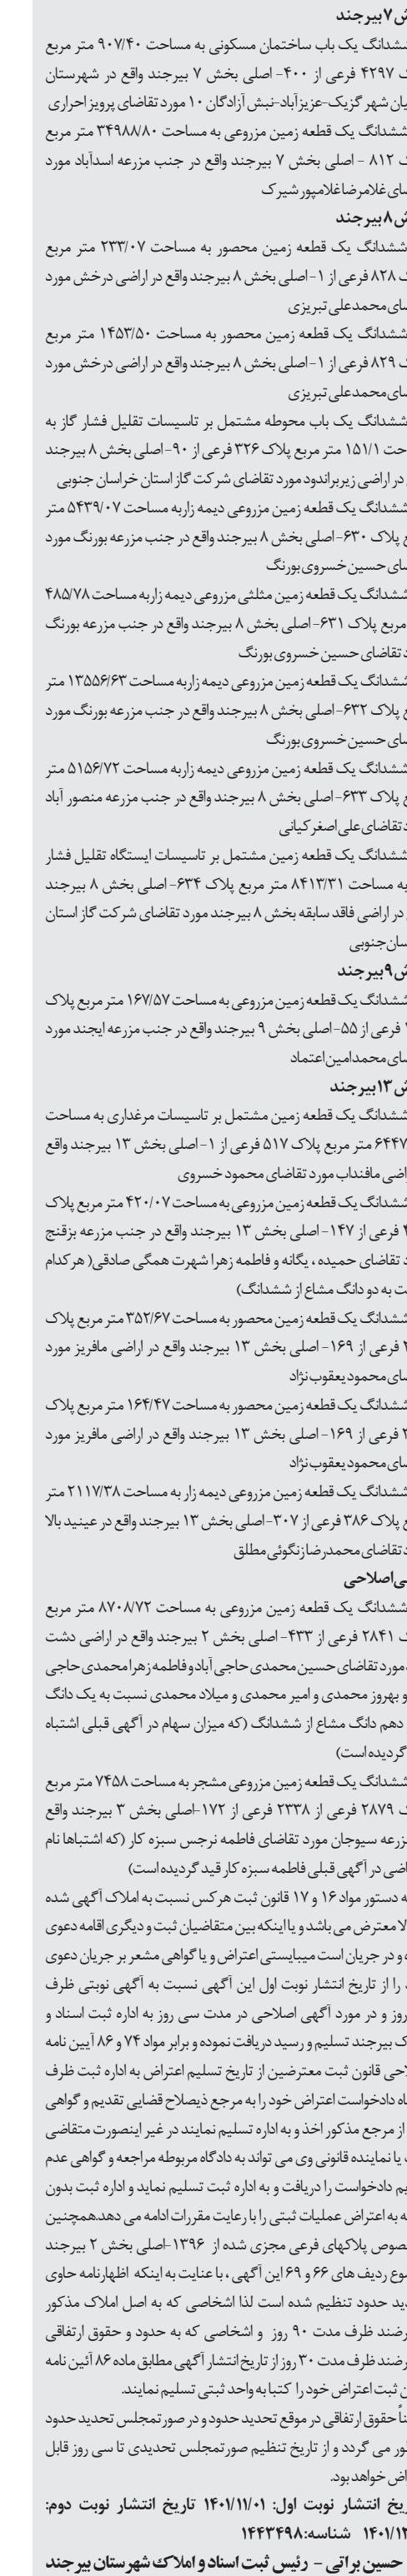 ش ۷ بیرجند
ششدانگ یک باب ساختمان مسکونی به مساحت ۹۰۷/۴۰ متر مربع
ک ۴۲۹۷ فرعی از ۴۰۰- اصلی بخش ۷ بیرجند واقع در شهرستان
یان شهر گزیک-عزیزآباد-نبش آزادگان ۱۰ مورد تقاضای پرویز احراری
ششدانگ یک قطعه زمین مزروعی به مساحت ۳۴۹۸۸/۸۰ متر مربع
ک ۸۱۲ - اصلی بخش ۷ بیرجند واقع در جنب مزرعه اسدآباد مورد
ضای غلامرضا غلامپور شیرک
ش ۸ بیرجند
ششدانگ یک قطعه زمین محصور به مساحت ۲۳۳/۰۷ متر مربع
ک ۸۲۸ فرعی از ۱- اصلی بخش ۸ بیرجند واقع در اراضی درخش مورد
ضای محمدعلی تبریزی
ششدانگ یک قطعه زمین محصور به مساحت ۱۴۵۳/۵۰ متر مربع
ک ۸۲۹ فرعی از ۱- اصلی بخش ۸ بیرجند واقع در اراضی درخش مورد
ضای محمدعلی تبریزی
ششدانگ یک باب محوطه مشتمل بر تاسیسات تقلیل فشار گاز به
احت ۱۵۱/۱ متر مربع پلاک ۳۲۶ فرعی از ۹۰- اصلی بخش ۸ بیرجند
در اراضی زیربراندود مورد تقاضای شرکت گاز استان خراسان جنوبی
ششدانگ یک قطعه زمین مزروعی دیمه زاربه مساحت ۵۴۳۹/۰۷ متر
ع پلاک ۶۳۰- اصلی بخش ۸ بیرجند واقع در جنب مزرعه بورنگ مورد
ضای حسین خسروی بورنگ
ششدانگ یک قطعه زمین مثلثی مزروعی دیمه زاربه مساحت ۴۸۵/۷۸
مربع پلاک ۶۳۱- اصلی بخش ۸ بیرجند واقع در جنب مزرعه بورنگ
د تقاضای حسین خسروی بورنگ
ششدانگ یک قطعه زمین مزروعی دیمه زاربه مساحت ۱۳۵۵۶/۶۳ متر
ع پلاک ۶۳۲- اصلی بخش ۸ بیرجند واقع در جنب مزرعه بورنگ مورد
ضای حسین خسروی بورنگ
ششدانگ یک قطعه زمین مزروعی دیمه زاربه مساحت ۵۱۵۶/۷۲ متر
ع پلاک ۶۳۳- اصلی بخش ۸ بیرجند واقع در جنب مزرعه منصور آباد
د تقاضای علی اصغر کیانی
ششدانگ یک قطعه زمین مشتمل بر تاسیسات ایستگاه تقلیل فشار
به مساحت ۸۴۱۳/۳۱ متر مربع پلاک ۶۳۴- اصلی بخش ۸ بیرجند
در اراضی فاقد سابقه بخش ۸ بیرجند مورد تقاضای شرکت گاز استان
سان جنوبی
ش ۹ بیرجند
ششدانگ یک قطعه زمین مزروعی به مساحت ۱۶۷/۵۷ متر مربع پلاک
فرعی از ۵۵- اصلی بخش ۹ بیرجند واقع در جنب مزرعه ایجند مورد
ضای محمدامین اعتماد
ش ۱۳ بیرجند
ششدانگ یک قطعه زمین مشتمل بر تاسیسات مرغداری به مساحت
۶۴۴۷ متر مربع پلاک ۵۱۷ فرعی از ۱- اصلی بخش ۱۳ بیرجند واقع
راضی مافنداب مورد تقاضای محمود خسروی
ششدانگ یک قطعه زمین مزروعی به مساحت ۴۲۰/۰۷ متر مربع پلاک
فرعی از ۱۴۷- اصلی بخش ۱۳ بیرجند واقع در جنب مزرعه بزقنج
د تقاضای حمیده ، یگانه و فاطمه زهرا شهرت همگی صادقی( هرکدام
ت به دو دانگ مشاع از ششدانگ)
ششدانگ یک قطعه زمین محصور به مساحت ۳۵۲/۶۷ متر مربع پلاک
فرعی از ۱۶۹- اصلی بخش ۱۳ بیرجند واقع در اراضی مافریز مورد
ضای محمود یعقوب نژاد
ششدانگ یک قطعه زمین محصور به مساحت ۱۶۴/۴۷ متر مربع پلاک
فرعی از ۱۶۹- اصلی بخش ۱۳ بیرجند واقع در اراضی مافریز مورد
ضای محمود یعقوب نژاد
ششدانگ یک قطعه زمین مزروعی دیمه زار به مساحت ۲۱۱۷/۳۸ متر
ع پلاک ۳۸۶ فرعی از ۳۰۷- اصلی بخش ۱۳ بیرجند واقع در عینید بالا
د تقاضای محمدرضا زنگوئی مطلق
ی اصلاحی
ششدانگ یک قطعه زمین مزروعی به مساحت ۸۷۰۸/۷۲ متر مربع
ک ۲۸۴۱ فرعی از ۴۳۳- اصلی بخش ۲ بیرجند واقع در اراضی دشت
مورد تقاضای حسین محمدی حاجی آباد و فاطمه زهرا محمدی حاجی
و بهروز محمدی و امیر محمدی و میلاد محمدی نسبت به یک دانگ
دهم دانگ مشاع از ششدانگ (که میزان سهام در آگهی قبلی اشتباه
گردیده است)
ششدانگ یک قطعه زمین مزروعی مشجر به مساحت ۷۴۵۸ متر مربع
ک ۲۸۷۹ فرعی از ۲۳۳۸ فرعی از ۱۷۲-اصلی بخش ۳ بیرجند واقع
زرعه سیوجان مورد تقاضای فاطمه نرجس سبزه کار (که اشتباها نام
اضی در آگهی قبلی فاطمه سبزه کار قید گردیده است)
ه دستور مواد ۱۶ و ۱۷ قانون ثبت هرکس نسبت به املاک آگهی شده
الا معترض می باشد و یا اینکه بین متقاضیان ثبت و دیگری اقامه دعوی
ه و در جریان است میبایستی اعتراض و یا گواهی مشعر بر جریان دعوی
را از تاریخ انتشار نوبت اول این آگهی نسبت به آگهی نوبتی ظرف
روز و در مورد آگهی اصلاحی در مدت سی روز به اداره ثبت اسناد و
ک بیرجند تسلیم و رسید دریافت نموده و برابر مواد ۷۴ و ۸۶ آیین نامه
لاحی قانون ثبت معترضین از تاریخ تسلیم اعتراض به اداره ثبت ظرف
اه دادخواست اعتراض خود را به مرجع ذیصلاح قضایی تقدیم و گواهی
از مرجع مذکور اخذ و به اداره تسلیم نمایند در غیر اینصورت متقاضی
ت یا نماینده قانونی وی می تواند به دادگاه مربوطه مراجعه و گواهی عدم
یم دادخواست را دریافت و به اداره ثبت تسلیم نماید و اداره ثبت بدون
ه به اعتراض عملیات ثبتی را با رعایت مقررات ادامه می دهد.همچنین
صوص پلاکهای فرعی مجزی شده از ۱۳۹۶-اصلی بخش ۲ بیرجند
وع ردیف های ۶۶ و ۶۹ این آگهی ، با عنایت به اینکه اظهارنامه حاوی
ید حدود تنظیم شده است لذا اشخاصی که به اصل املاک مذکور
رضند ظرف مدت ۹۰ روز و اشخاصی که به حدود و حقوق ارتفاقی
رضند ظرف مدت ۳۰ روز از تاریخ انتشار آگهی مطابق ماده ۸۶ آئین نامه
ن ثبت اعتراض خود را کتبا به واحد ثبتی تسلیم نمایند.
ناً حقوق ارتفاقی در موقع تحدید حدود و در صورتمجلس تحدید حدود
لور می گردد و از تاریخ تنظیم صورتمجلس تحدیدی تا سی روز قابل
اض خواهد بود.
یخ انتشار نوبت اول: ۱۴۰۱/۱۱/۰۱ تاریخ انتشار نوبت دوم:
۱۴۰۱/۱۲ شناسه:۱۴۴۳۴۹۸
حسین براتی - رئیس ثبت اسناد و املاک شهرستان بیرجند